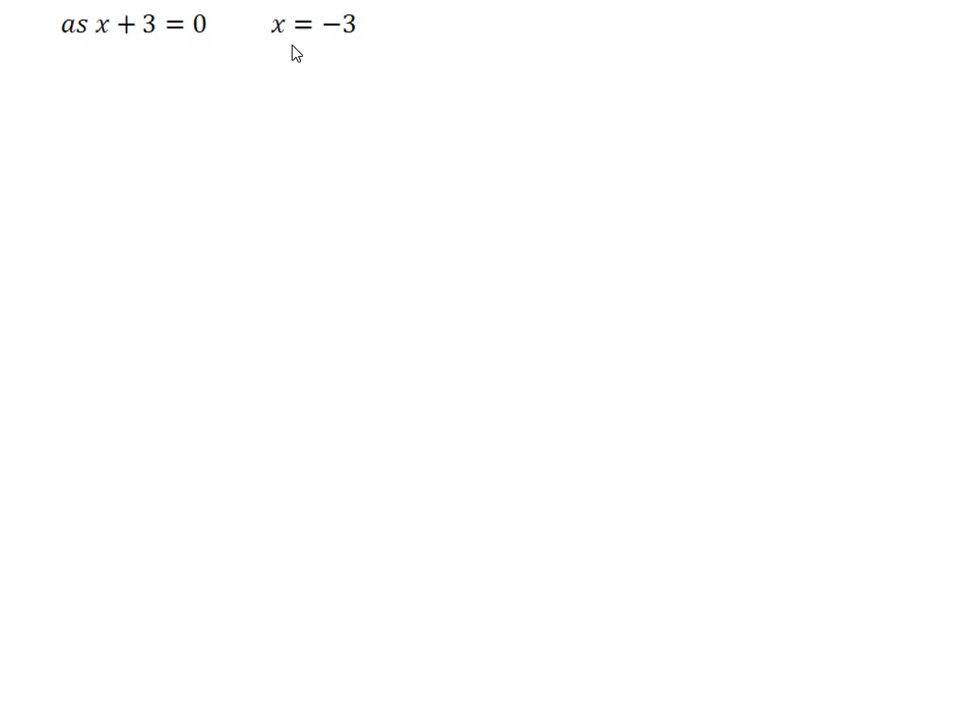 as x + 3 = 0 x = −3